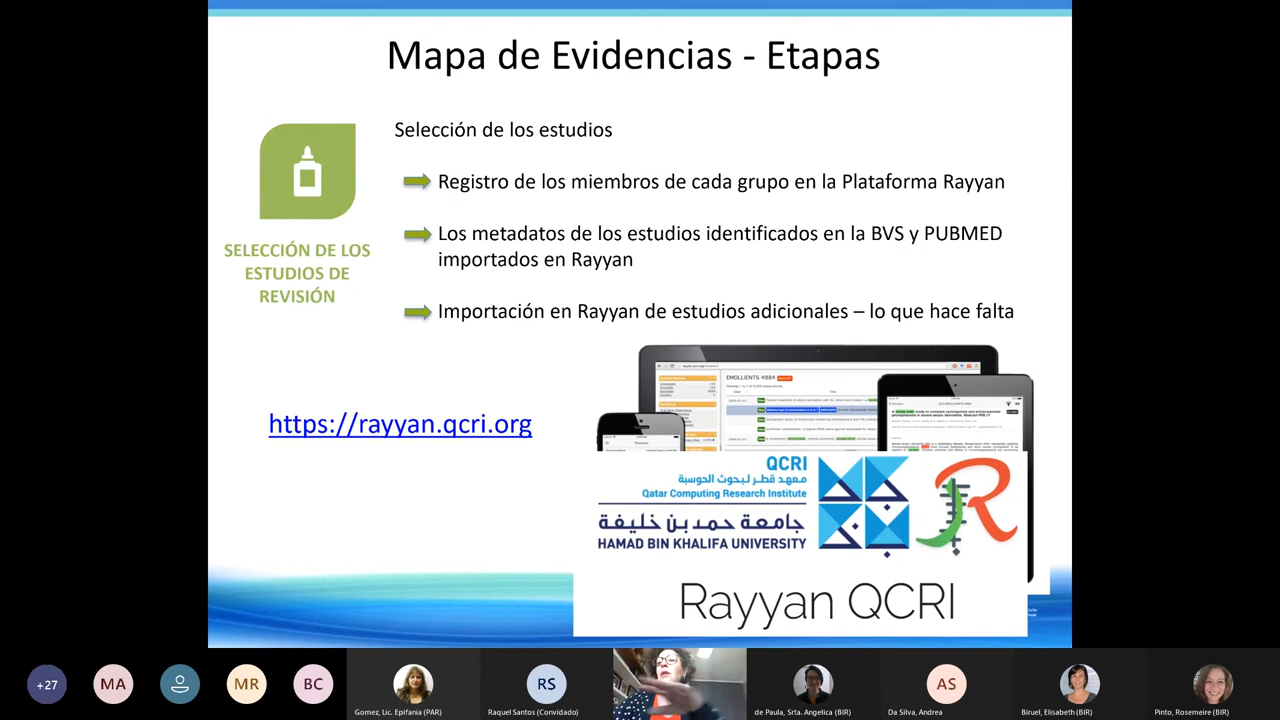 Mapa de Evidencias - Etapas
Selección de los estudios
SELECCIÓN DE LOS
ESTUDIOS DE
REVISIÓN
Registro de los miembros de cada grupo en la Plataforma Rayyan
Los metadatos de los estudios identificados en la BVS y PUBMED
importados en Rayyan
Importación en Rayyan de estudios adicionales – lo que hace falta
https://rayyan.qcri.org
EMOLLIENTS 4984
QCRI
معهد قطر لبحوث الحوسبة
Qatar Computing Research Institute
جامعة حمد بن خليفة
HAMAD BIN KHALIFA UNIVERSITY
Rayyan QCRI
+27
MA
MR
BC
RS
AS
Gomez, Lic. Epifania (PAR)
Raquel Santos (Convidado)
de Paula, Srta. Angelica (BIR)
Da Silva, Andrea
Biruel, Elisabeth (BIR)
Pinto, Rosemeire (BIR)